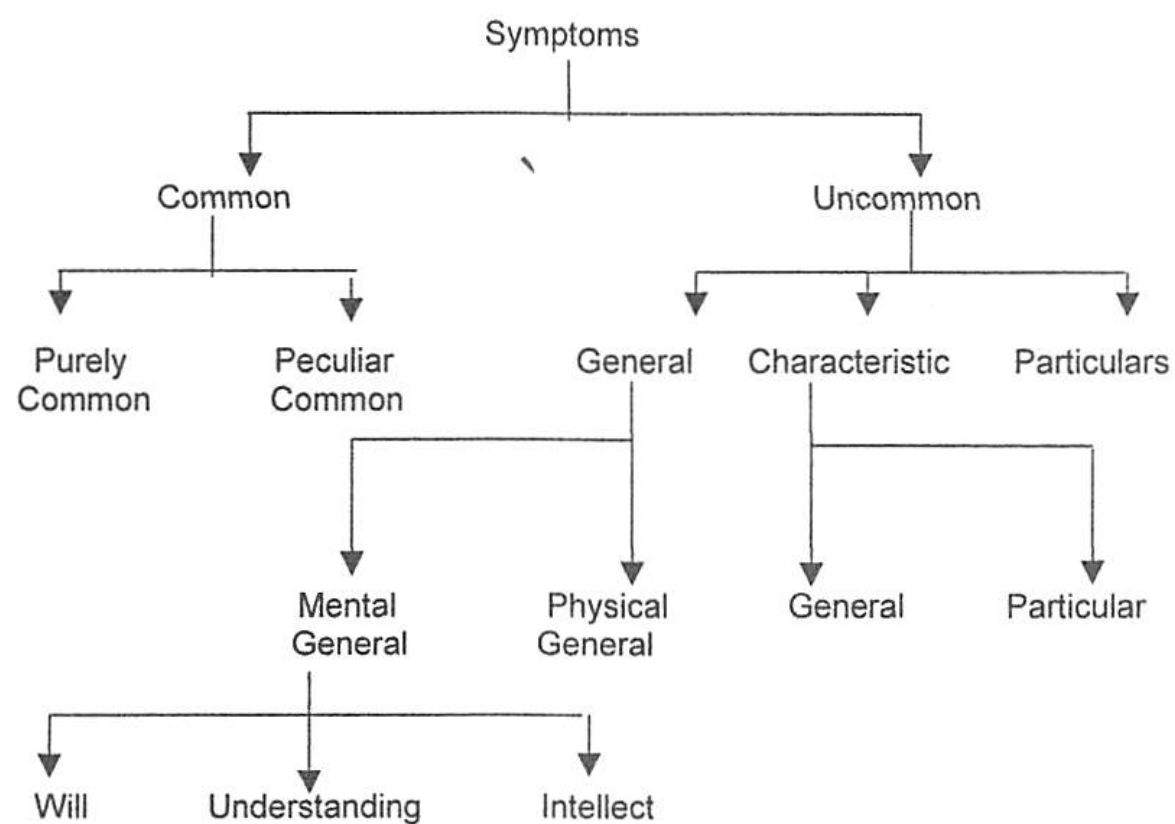 Symptoms
Common Uncommon
Purely Common
Peculiar Common
General Characteristic Particulars
Mental General
Physical General
General Particular
Will Understanding Intellect